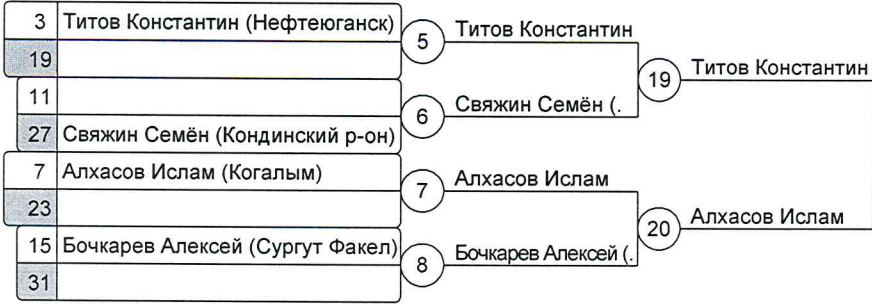 3 Титов Константин (Нефтеюганск)
19
5 Титов Константин
11
27 Свяжин Семён (Кондинский р-он)
6 Свяжин Семён (.
19 Титов Константин
7 Алхасов Ислам (Когалым)
23
7 Алхасов Ислам
15 Бочкарев Алексей (Сургут Факел)
31
8 Бочкарев Алексей (.
20 Алхасов Ислам